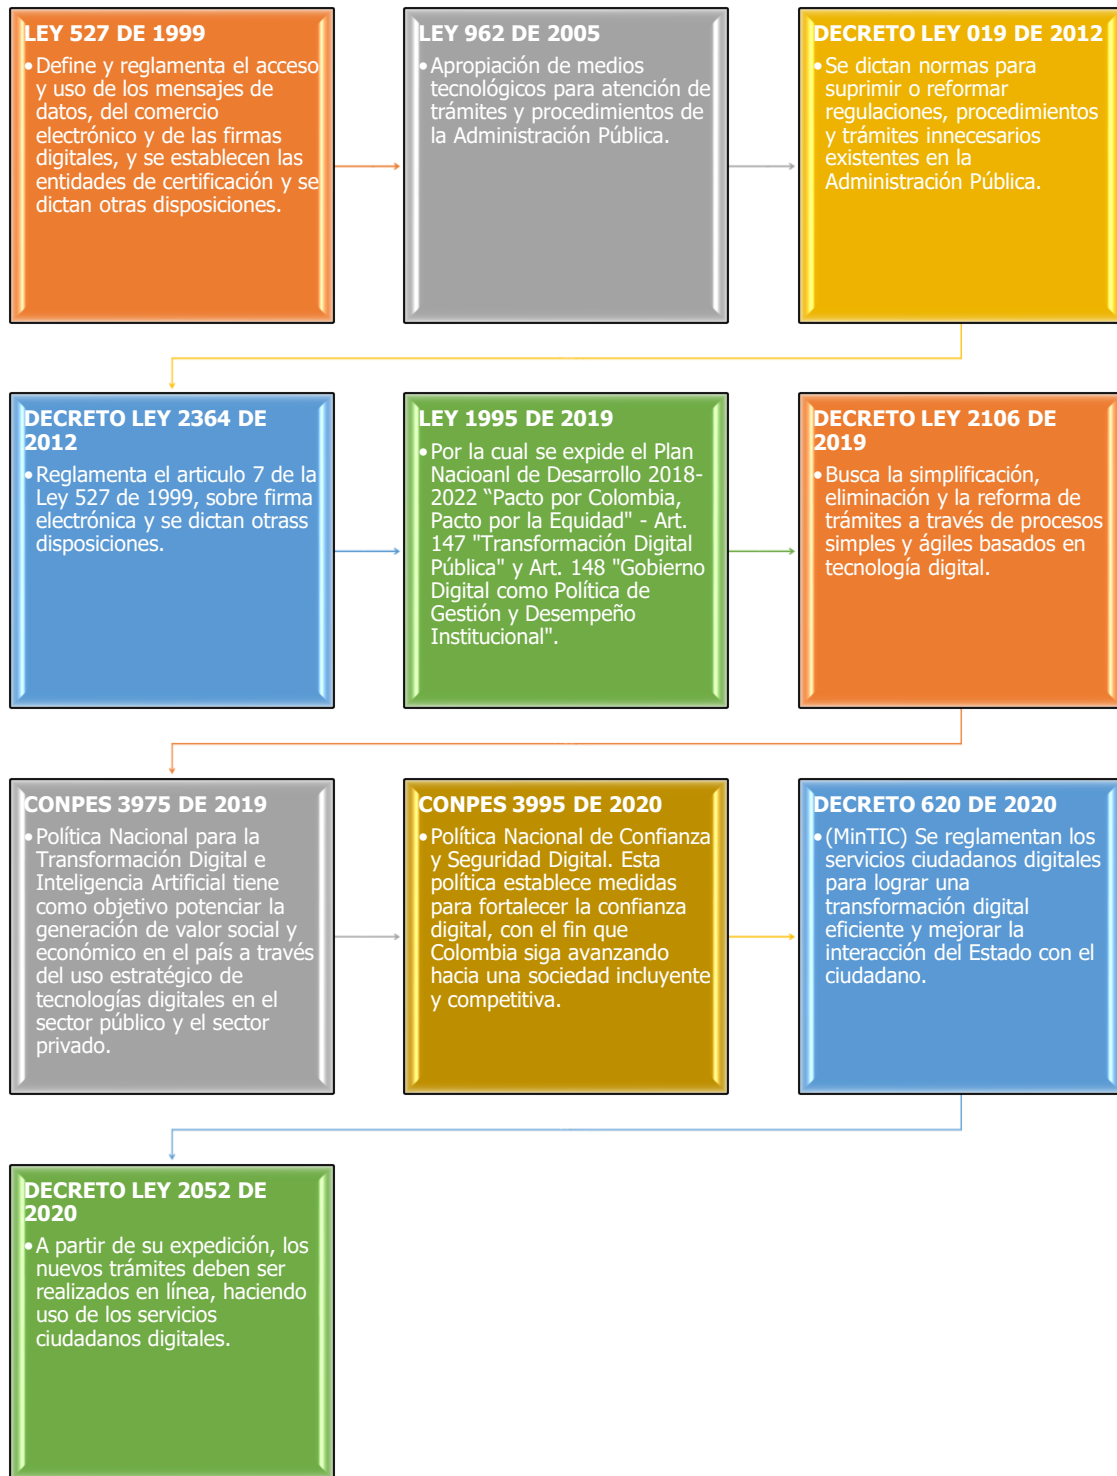 LEY 527 DE 1999
•Define y reglamenta el acceso
y uso de los mensajes de
datos, del comercio
electrónico y de las firmas
digitales, y se establecen las
entidades de certificación y se
dictan otras disposiciones.
LEY 962 DE 2005
•Apropiación de medios
tecnológicos para atención de
trámites y procedimientos de
la Administración Pública.
DECRETO LEY 019 DE 2012
•Se dictan normas para
suprimir o reformar
regulaciones, procedimientos
y trámites innecesarios
existentes en la
Administración Pública.
DECRETO LEY 2364 DE
2012
•Reglamenta el articulo 7 de la
Ley 527 de 1999, sobre firma
electrónica y se dictan otrass
disposiciones.
LEY 1995 DE 2019
•Por la cual se expide el Plan
Nacioanl de Desarrollo 2018-
2022 “Pacto por Colombia,
Pacto por la Equidad" - Art.
147 "Transformación Digital
Pública" y Art. 148 "Gobierno
Digital como Política de
Gestión y Desempeño
Institucional".
DECRETO LEY 2106 DE
2019
•Busca la simplificación,
eliminación y la reforma de
trámites a través de procesos
simples y ágiles basados en
tecnología digital.
CONPES 3975 DE 2019
•Política Nacional para la
Transformación Digital e
Inteligencia Artificial tiene
como objetivo potenciar la
generación de valor social y
económico en el país a través
del uso estratégico de
tecnologías digitales en el
sector público y el sector
privado.
CONPES 3995 DE 2020
•Política Nacional de Confianza
y Seguridad Digital. Esta
política establece medidas
para fortalecer la confianza
digital, con el fin que
Colombia siga avanzando
hacia una sociedad incluyente
y competitiva.
DECRETO 620 DE 2020
•(MinTIC) Se reglamentan los
servicios ciudadanos digitales
para lograr una
transformación digital
eficiente y mejorar la
interacción del Estado con el
ciudadano.
DECRETO LEY 2052 DE
2020
•A partir de su expedición, los
nuevos trámites deben ser
realizados en línea, haciendo
uso de los servicios
ciudadanos digitales.